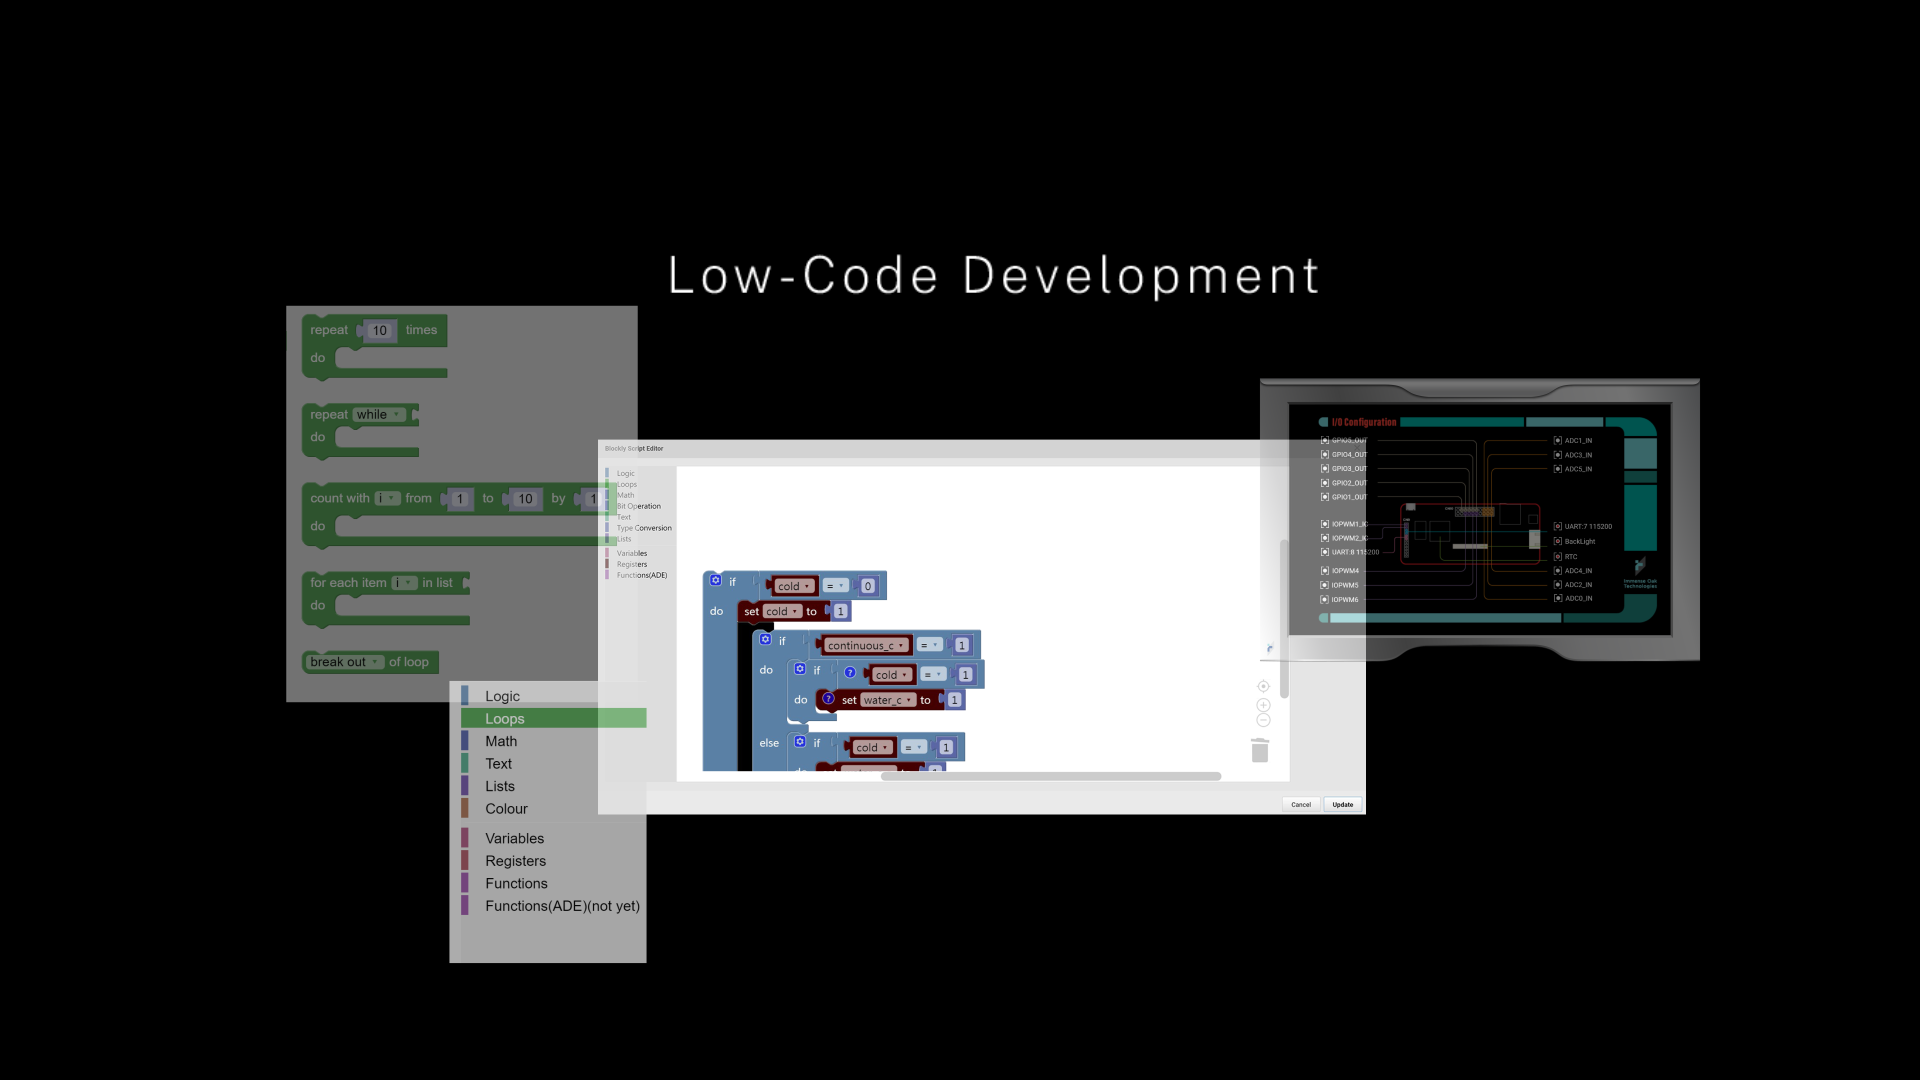 Low-Code Development
repeat 10 times
do
repeat while
do
count with i from 1 to 10 by 1
do
for each item i in list
do
break out of loop
Logic
Loops
Math
Text
Lists
Colour
Variables
Registers
Functions
Functions(ADE)(not yet)
Blockly Script Editor
Logic
Loops
Math
Bit Operation
Text
Type Conversion
Lists
Variables
Registers
Functions(ADE)
if cold = 0
do set cold to 1
if continuous_c = 1
do if ? cold = 1
do ? set water_c to 1
else if cold = 1
Cancel Update
I/O Configuration
GPIO5_OUT
GPIO4_OUT
GPIO3_OUT
GPIO2_OUT
GPIO1_OUT
IOPWM1_IC
IOPWM2_IC
UART:8 115200
IOPWM4
IOPWM5
IOPWM6
ADC1_IN
ADC3_IN
ADC5_IN
UART:7 115200
BackLight
RTC
ADC4_IN
ADC2_IN
ADC0_IN
Immense Oak
Technologies